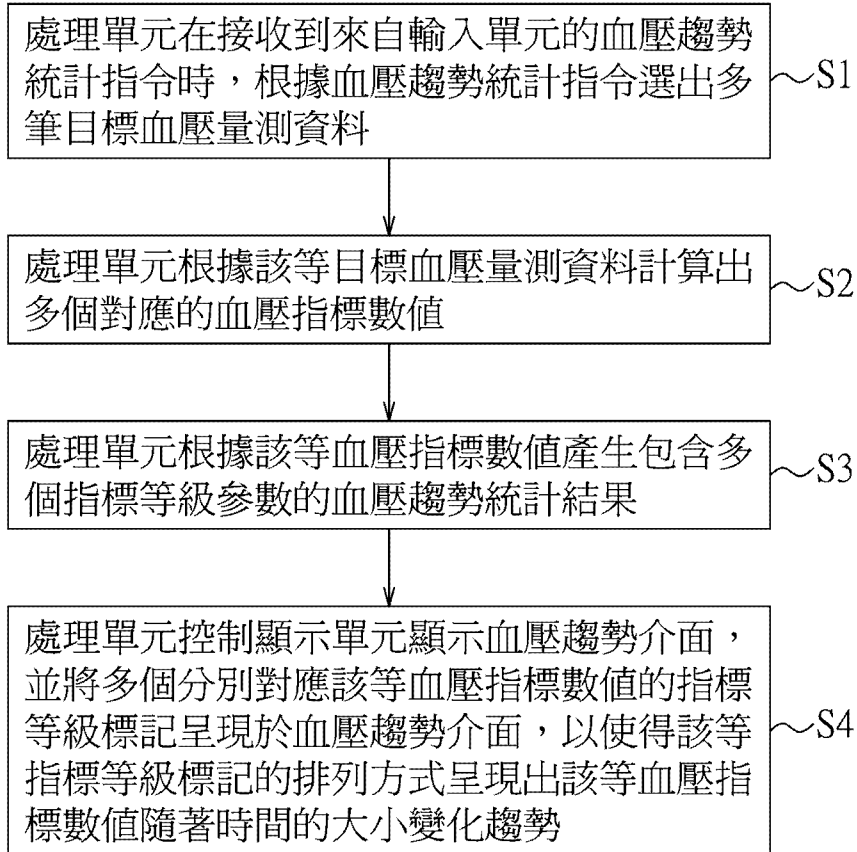 處理單元在接收到來自輸入單元的血壓趨勢
統計指令時，根據血壓趨勢統計指令選出多
筆目標血壓量測資料
S1
處理單元根據該等目標血壓量測資料計算出
多個對應的血壓指標數值
S2
處理單元根據該等血壓指標數值產生包含多
個指標等級參數的血壓趨勢統計結果
S3
處理單元控制顯示單元顯示血壓趨勢介面，
並將多個分別對應該等血壓指標數值的指標
等級標記呈現於血壓趨勢介面，以使得該等
指標等級標記的排列方式呈現出該等血壓指
標數值隨著時間的大小變化趨勢
S4